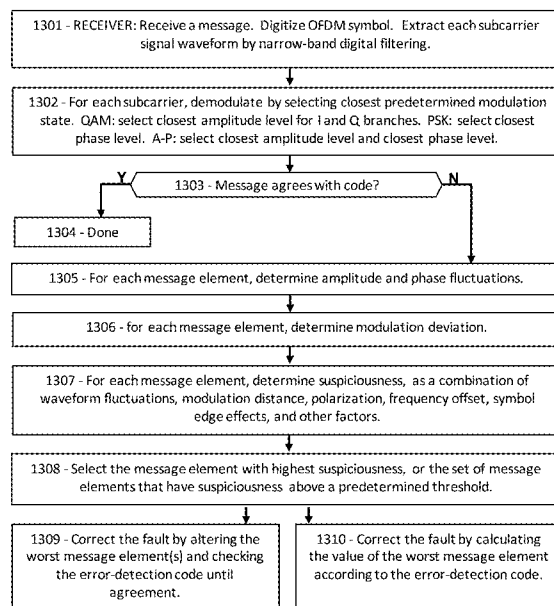 1301 - RECEIVER: Receive a message. Digitize OFDM symbol. Extract each subcarrier
signal waveform by narrow-band digital filtering.
1302 - For each subcarrier, demodulate by selecting closest predetermined modulation
state. QAM: select closest amplitude level for I and Q branches. PSK: select closest
phase level. A-P: select closest amplitude level and closest phase level.
Y
1303 - Message agrees with code?
N
1304 - Done
1305 - For each message element, determine amplitude and phase fluctuations.
1306 - for each message element, determine modulation deviation.
1307 - For each message element, determine suspiciousness, as a combination of
waveform fluctuations, modulation distance, polarization, frequency offset, symbol
edge effects, and other factors.
1308 - Select the message element with highest suspiciousness, or the set of message
elements that have suspiciousness above a predetermined threshold.
1309 - Correct the fault by altering the
worst message element(s) and checking
the error-detection code until
agreement.
1310 - Correct the fault by calculating
the value of the worst message element
according to the error-detection code.